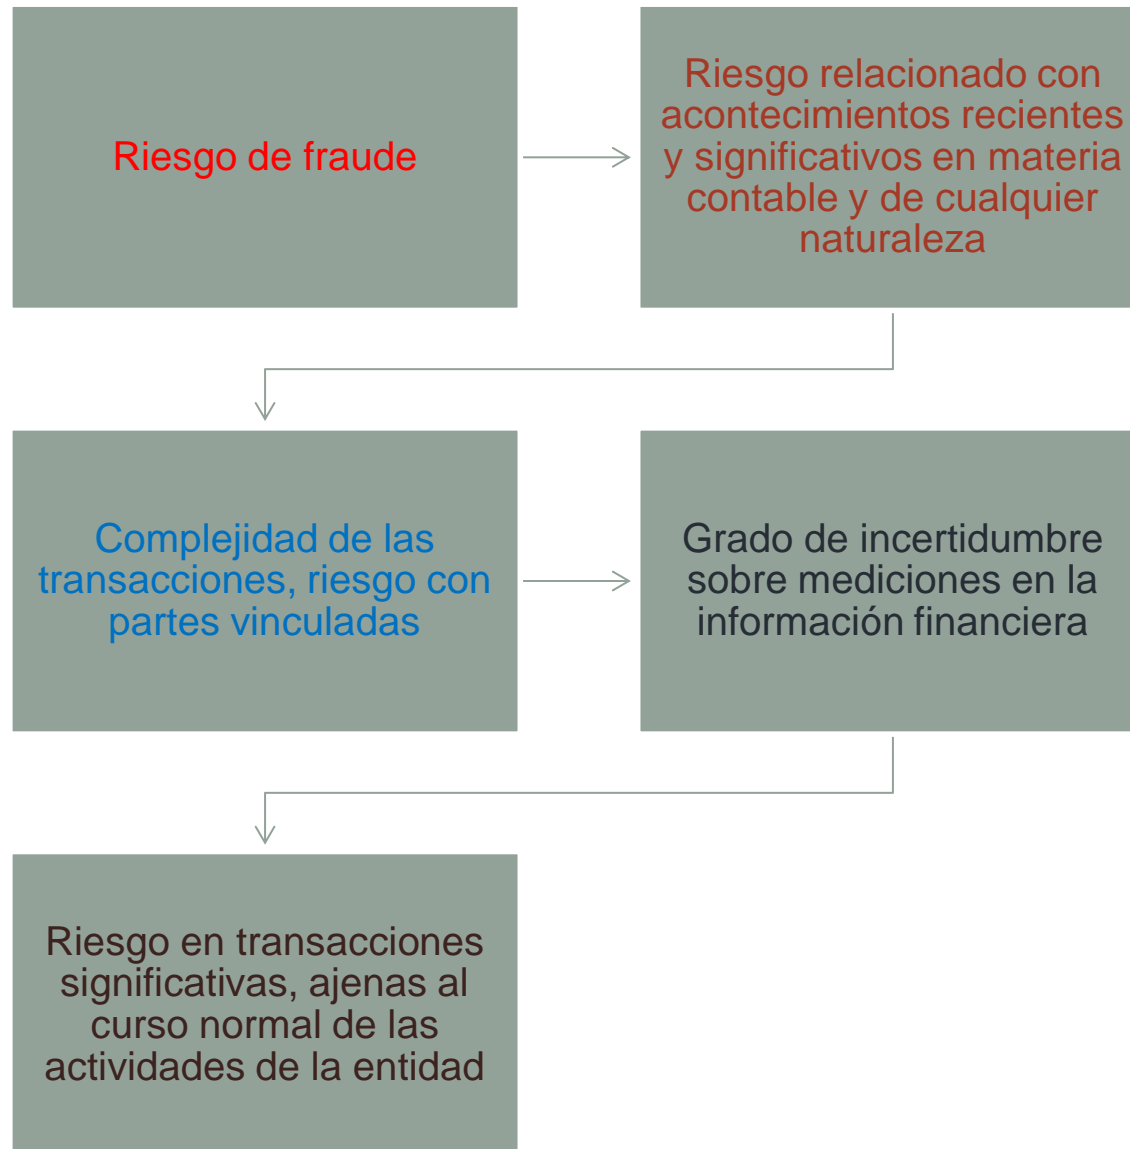 Riesgo de fraude
Riesgo relacionado con
acontecimientos recientes
y significativos en materia
contable y de cualquier
naturaleza
Complejidad de las
transacciones, riesgo con
partes vinculadas
Grado de incertidumbre
sobre mediciones en la
información financiera
Riesgo en transacciones
significativas, ajenas al
curso normal de las
actividades de la entidad